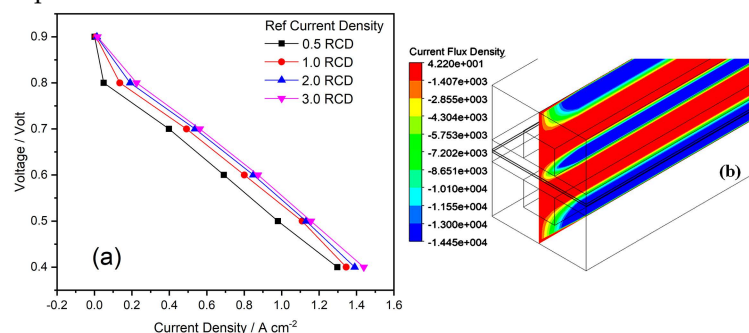 Ref Current Density
0.5 RCD
1.0 RCD
2.0 RCD
3.0 RCD
0.9
0.8
0.7
0.6
0.5
0.4
Voltage / Volt
(a)
-0.2 0.0 0.2 0.4 0.6 0.8 1.0 1.2 1.4 1.6
Current Density / A cm-2
Current Flux Density
4.220e+001
-1.407e+003
-2.855e+003
-4.304e+003
-5.753e+003
-7.202e+003
-8.651e+003
-1.010e+004
-1.155e+004
-1.300e+004
-1.445e+004
(b)